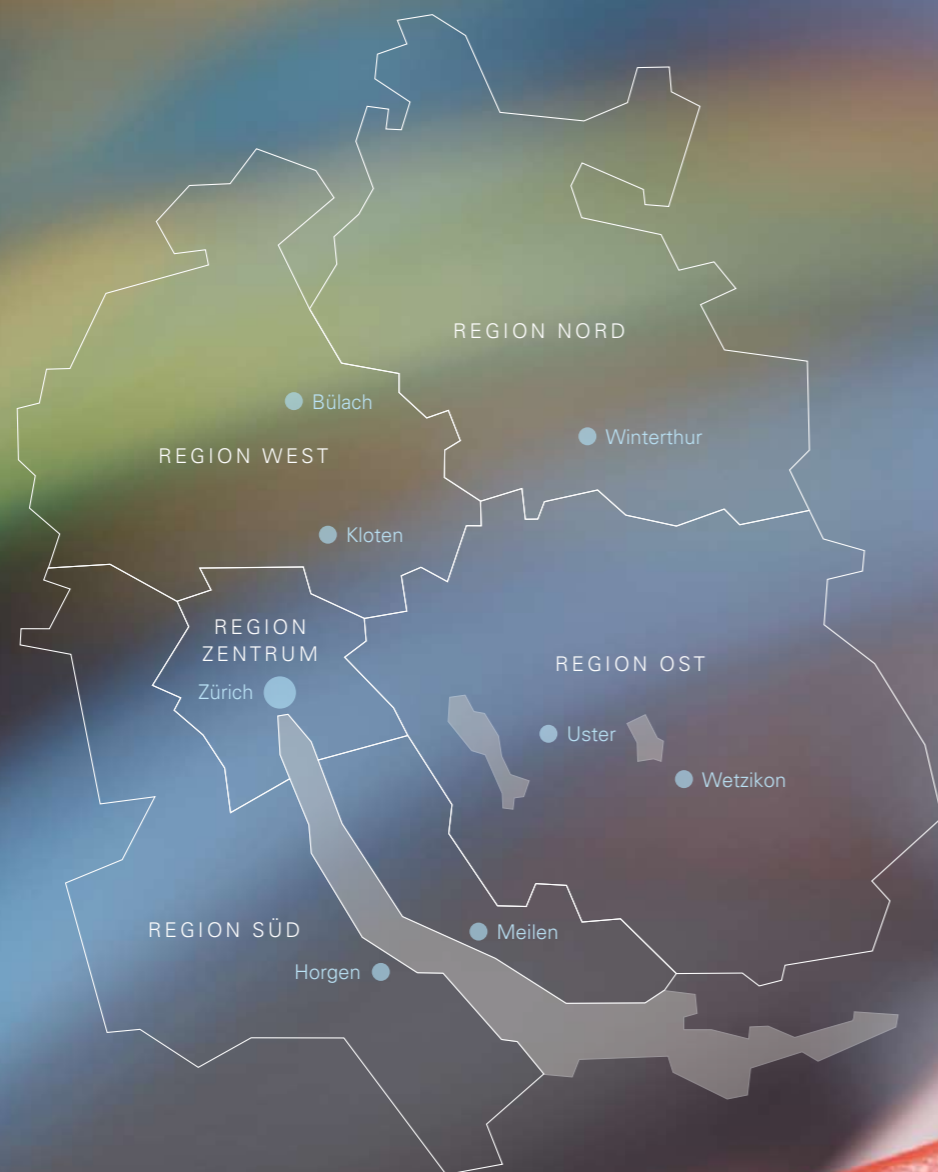 REGION NORD
Bülach
Winterthur
REGION WEST
Kloten
REGION
ZENTRUM
REGION OST
Zürich
Uster
Wetzikon
REGION SÜD
Meilen
Horgen